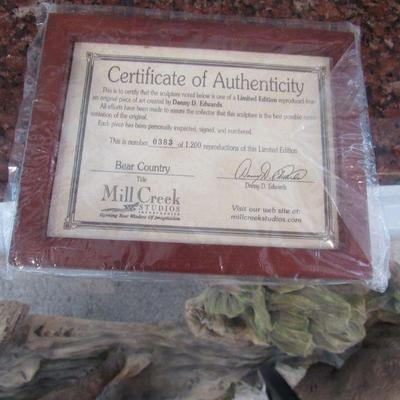 Certificate of Authenticity
This is to certify that the sculpture noted below is one of a Limited Edition reproduced from
an original piece of art created by Danny D. Edwards.
All efforts have been made to assure the collector that this sculpture is the best possible repre-
sentation of the original.
Each piece has been personally inspected, signed, and numbered.
This is number 0383 of 1,200 reproductions of this Limited Edition
Bear Country
Title
Danny D. Edwards
Mill Creek
STUDIOS
INCORPORATED
Opening Your Window Of Imagination
Visit our web site at:
millcreekstudios.com